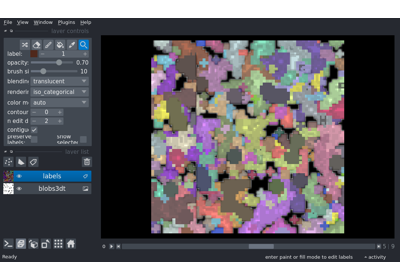 File View Window Plugins Help
layer controls
label: 1
opacity: 0.70
brush si 10
blending translucent
renderin iso_categorical
color m auto
contour 0
n edit d 2
contigu
preserve labels show selected
layer list
labels
blobs3dt
Ready
enter paint or fill mode to edit labels
activity